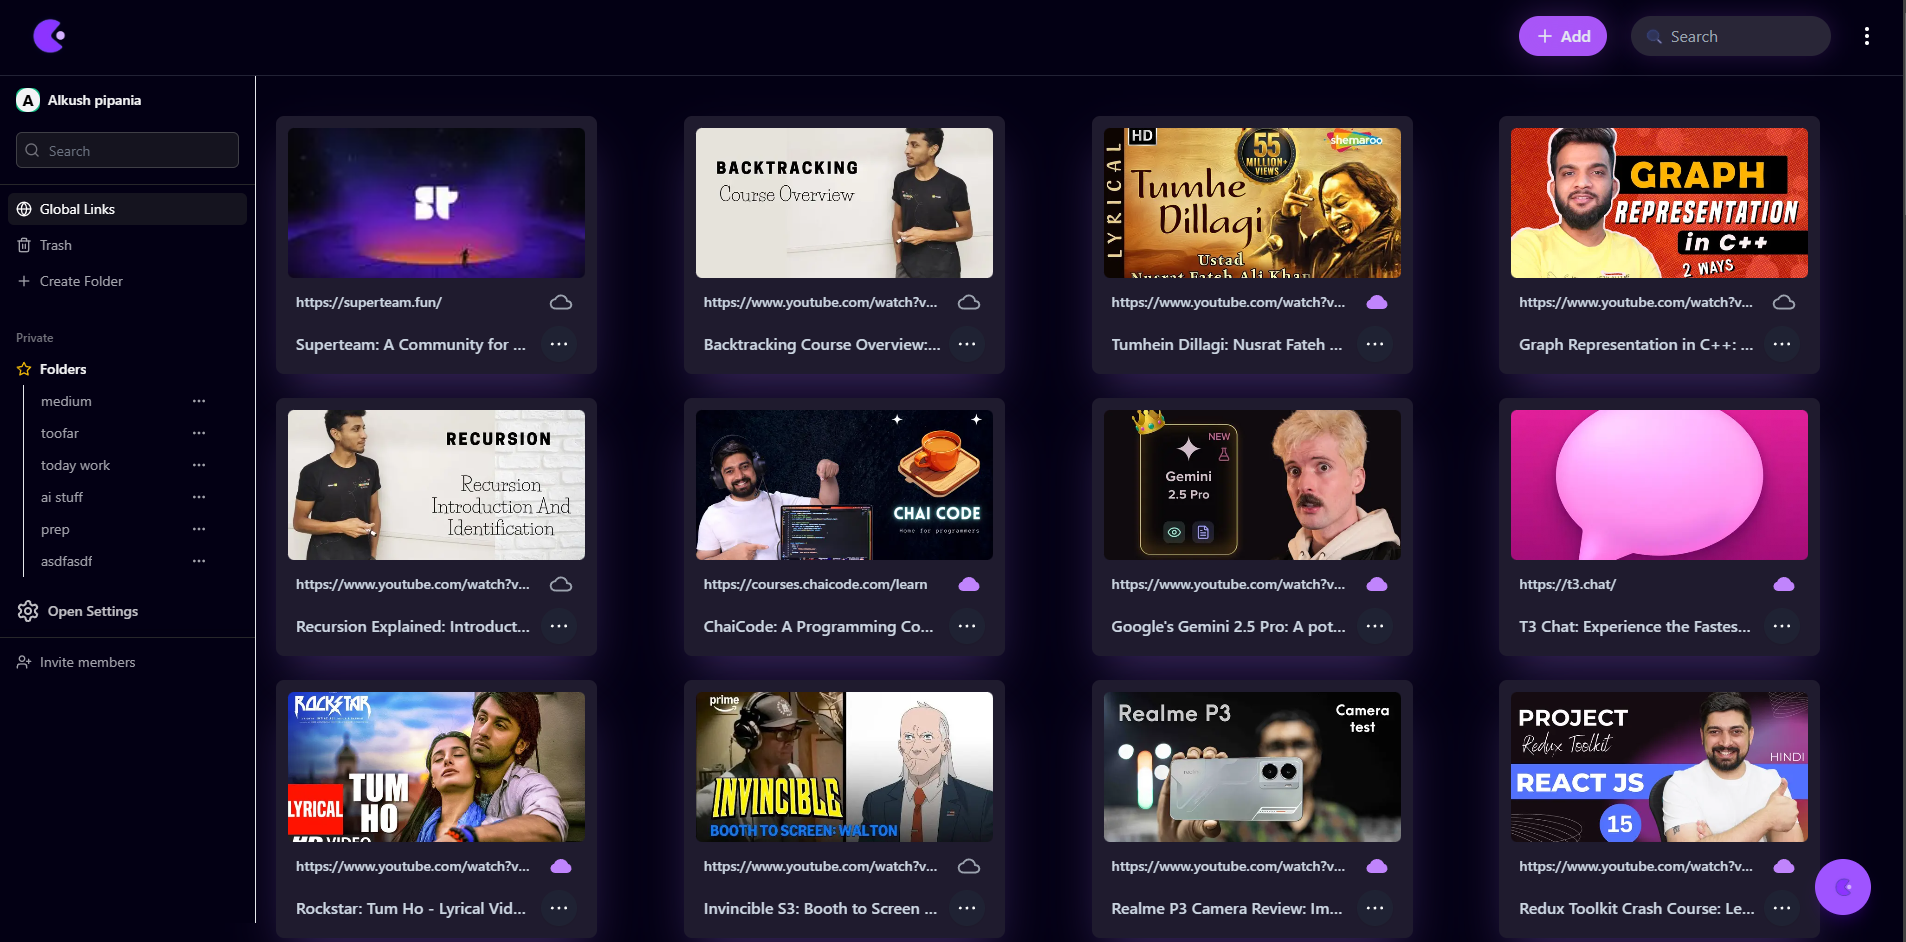 + Add
Search
A Alkush pipania
Search
Global Links
Trash
Create Folder
Private
Folders
medium
toofar
today work
ai stuff
prep
asdfasdf
Open Settings
Invite members
st
https://superteam.fun/
Superteam: A Community for ...
BACKTRACKING
Course Overview
https://www.youtube.com/watch?v...
Backtracking Course Overview:...
HD
LYRICAL
55
MILLION+
VIEWS
shemaroo
Tumhe
Dillagi
Ustad
Nusrat Fateh Ali Khan
https://www.youtube.com/watch?v...
Tumhein Dillagi: Nusrat Fateh ...
GRAPH
REPRESENTATION
in C++
2 WAYS
https://www.youtube.com/watch?v...
Graph Representation in C++: ...
RECURSION
Recursion
Introduction And
Identification
https://www.youtube.com/watch?v...
Recursion Explained: Introduct...
CHAI CODE
Home for programmers
https://courses.chaicode.com/learn
ChaiCode: A Programming Co...
NEW
Gemini
2.5 Pro
https://www.youtube.com/watch?v...
Google's Gemini 2.5 Pro: A pot...
https://t3.chat/
T3 Chat: Experience the Fastes...
ROCKSTAR
LYRICAL
TUM
HO
HD VIDEO
https://www.youtube.com/watch?v...
Rockstar: Tum Ho - Lyrical Vid...
prime
INVINCIBLE
BOOTH TO SCREEN: WALTON
https://www.youtube.com/watch?v...
Invincible S3: Booth to Screen ...
Realme P3
Camera
test
https://www.youtube.com/watch?v...
Realme P3 Camera Review: Im...
PROJECT
Redux Toolkit
HINDI
REACT JS
15
https://www.youtube.com/watch?v...
Redux Toolkit Crash Course: Le...